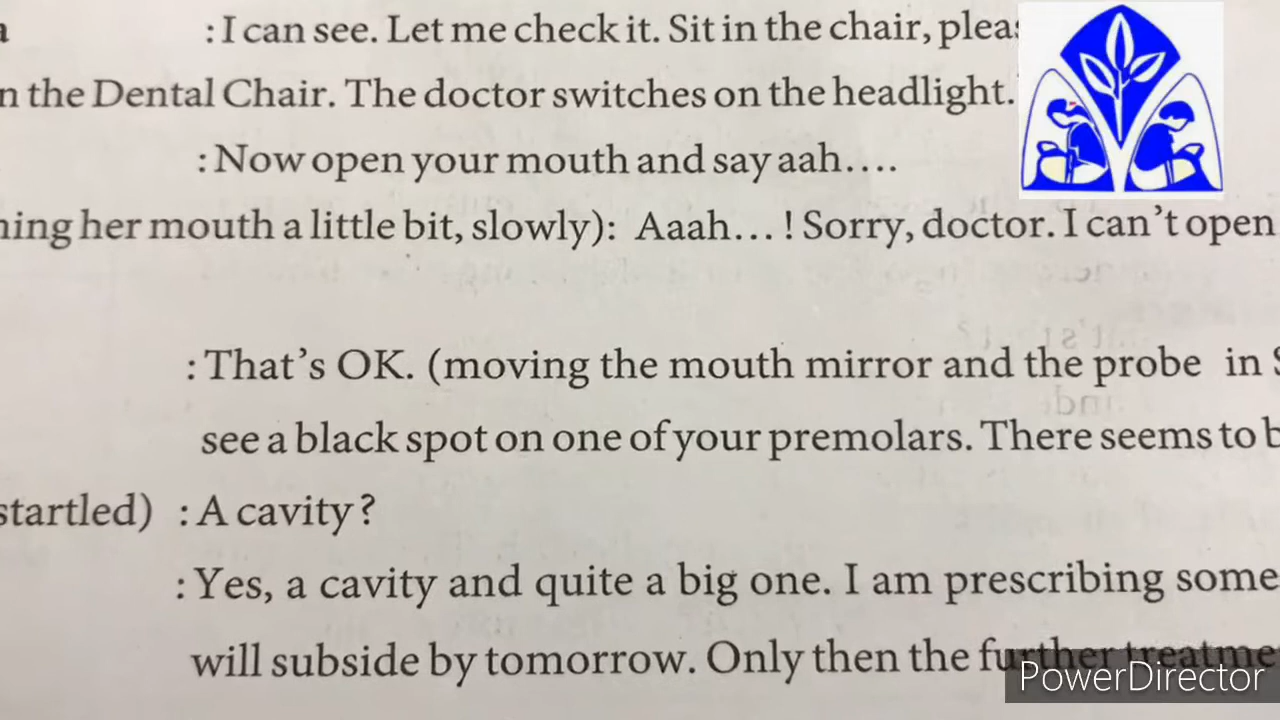 : I can see. Let me check it. Sit in the chair,
the Dental Chair. The doctor switches on the headlight.
: Now open your mouth and say aah....
her mouth a little bit, slowly): Aaah... ! Sorry, doctor. I can't open
: That's OK. (moving the mouth mirror and the probe in
see a black spot on one of your premolars. There seems to
startled) : A cavity?
: Yes, a cavity and quite a big one. I am prescribing some
will subside by tomorrow. Only then the further
PowerDirector